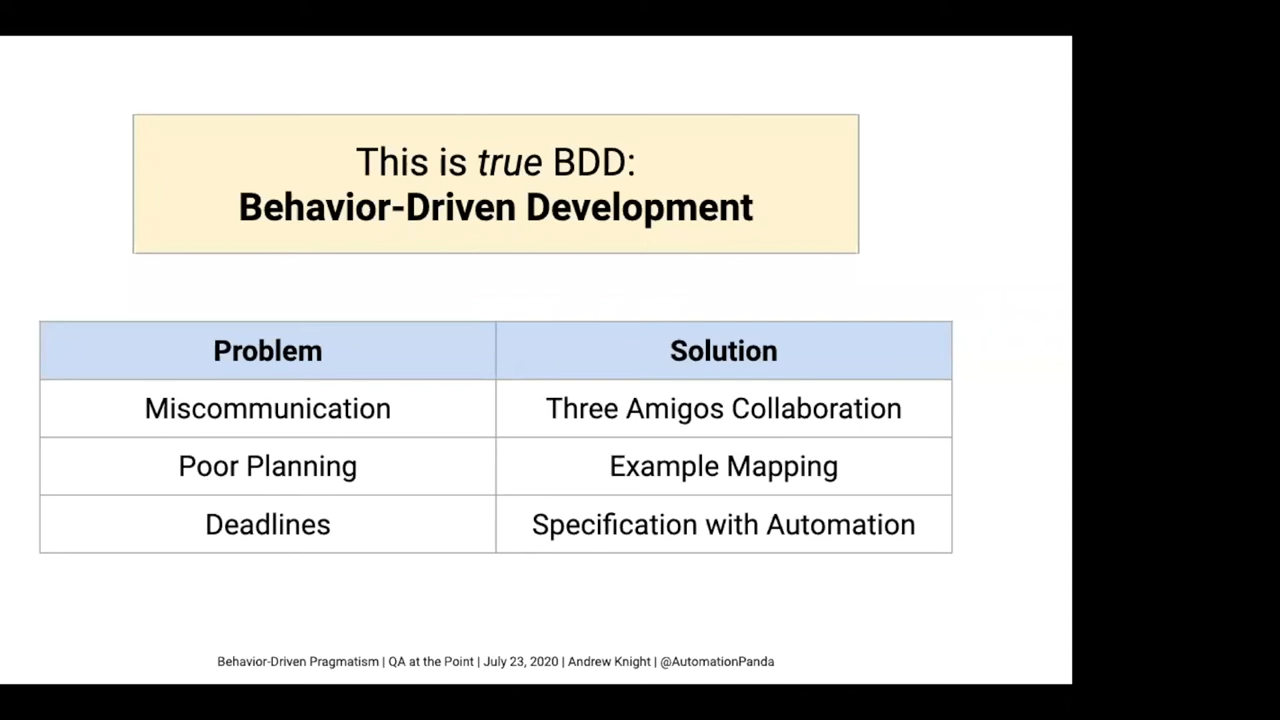 This is true BDD:
Behavior-Driven Development
Problem Solution
Miscommunication Three Amigos Collaboration
Poor Planning Example Mapping
Deadlines Specification with Automation
Behavior-Driven Pragmatism | QA at the Point | July 23, 2020 | Andrew Knight | @AutomationPanda